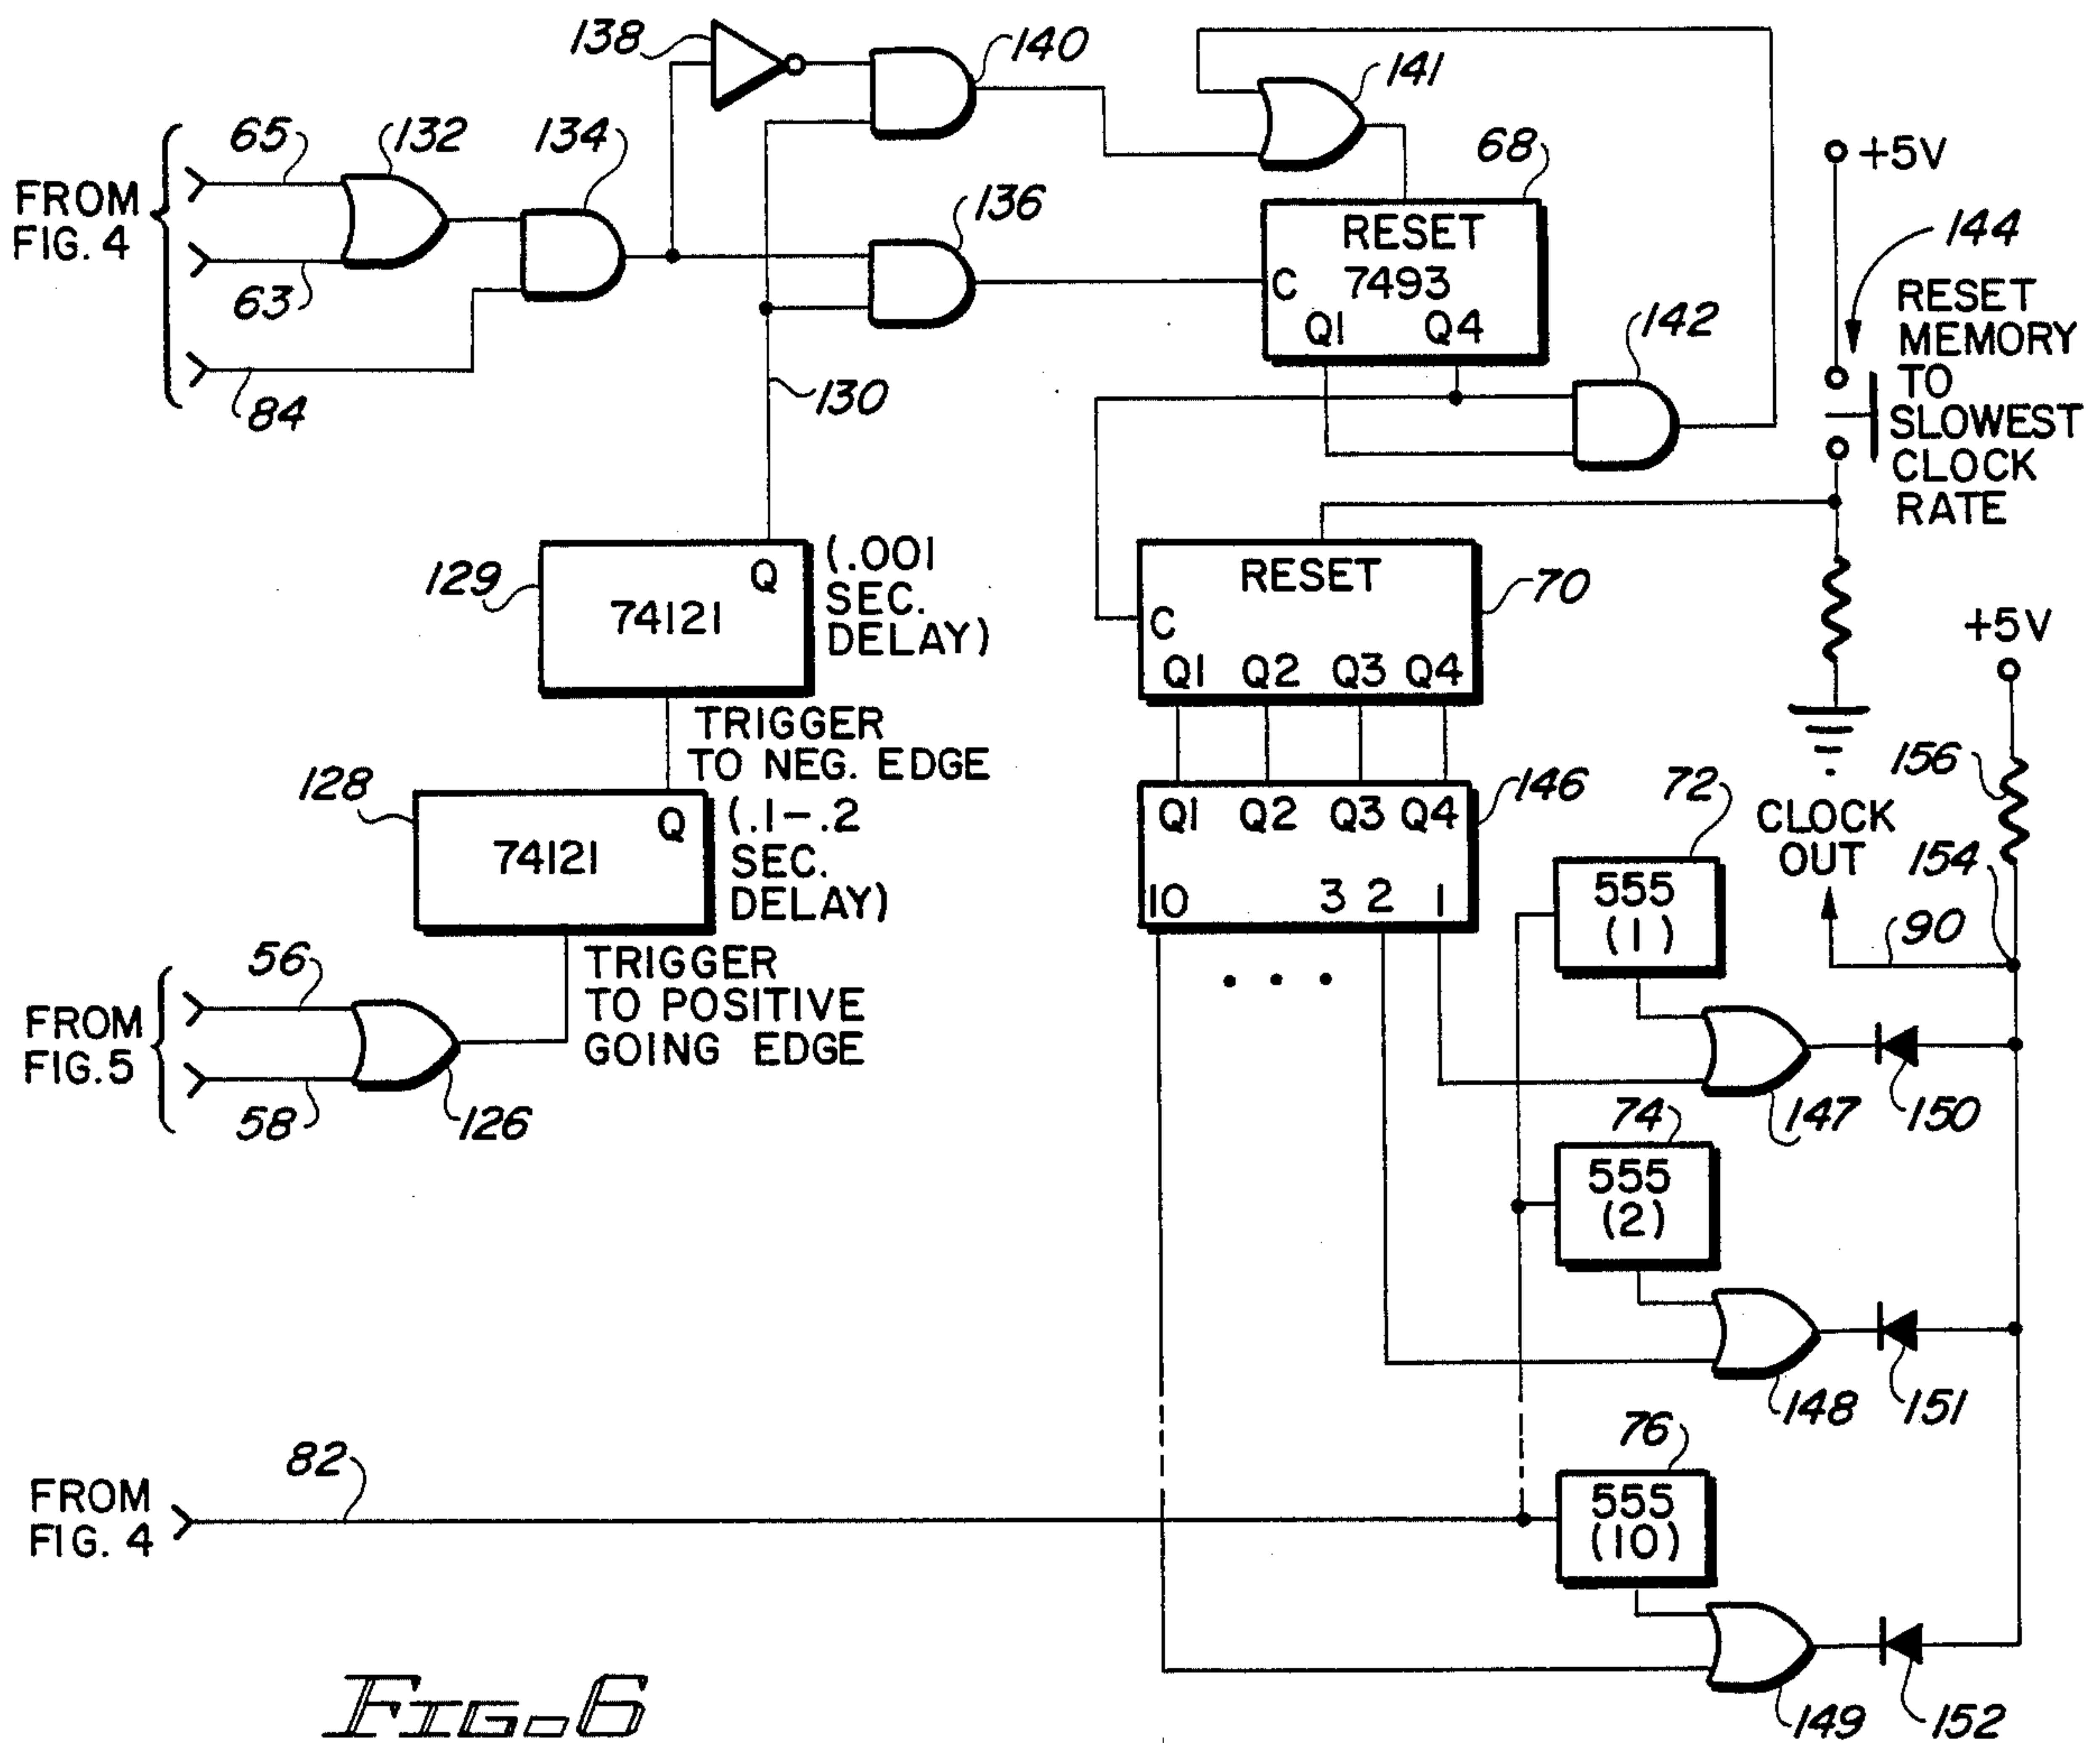 138
140
141
65
132
134
68
+5V
FROM
FIG. 4
136
144
63
RESET
C 7493
Q1 Q4
RESET
MEMORY
TO
SLOWEST
CLOCK
RATE
142
84
130
129
74121
Q
(.001
SEC.
DELAY)
RESET
C
Q1 Q2 Q3 Q4
70
+5V
TRIGGER
TO NEG. EDGE
128
74121
Q
(.1-.2
SEC.
DELAY)
Q1 Q2 Q3 Q4
10 3 2 1
146
72
156
CLOCK
OUT
154
555
(1)
90
56
TRIGGER
TO POSITIVE
GOING EDGE
FROM
FIG.5
58
126
147
150
74
555
(2)
148
151
76
82
FROM
FIG. 4
555
(10)
149
152
FIG. 6